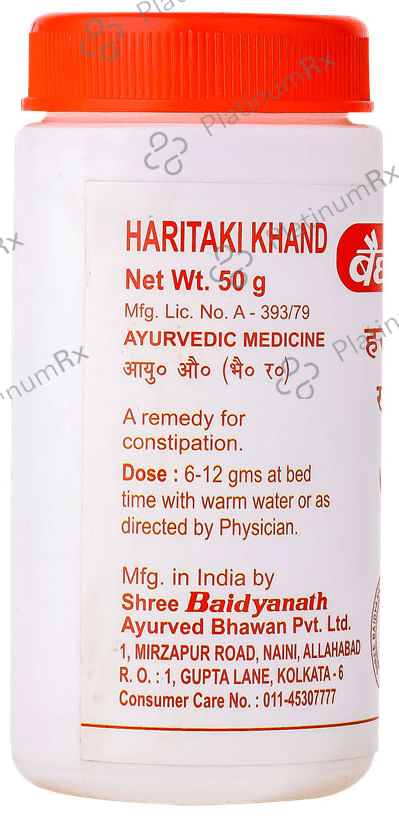 HARITAKI KHAND
Net Wt. 50 g
Mfg. Lic. No. A - 393/79
AYURVEDIC MEDICINE
आयु० औ० (भै० र०)
A remedy for
constipation.
Dose : 6-12 gms at bed
time with warm water or as
directed by Physician.
Mfg. in India by
Shree Baidyanath
Ayurved Bhawan Pvt. Ltd.
1, MIRZAPUR ROAD, NAINI, ALLAHABAD
R. O. : 1, GUPTA LANE, KOLKATA - 6
Consumer Care No. : 011-45307777
PlatinumRx
PlatinumRx
PlatinumRx